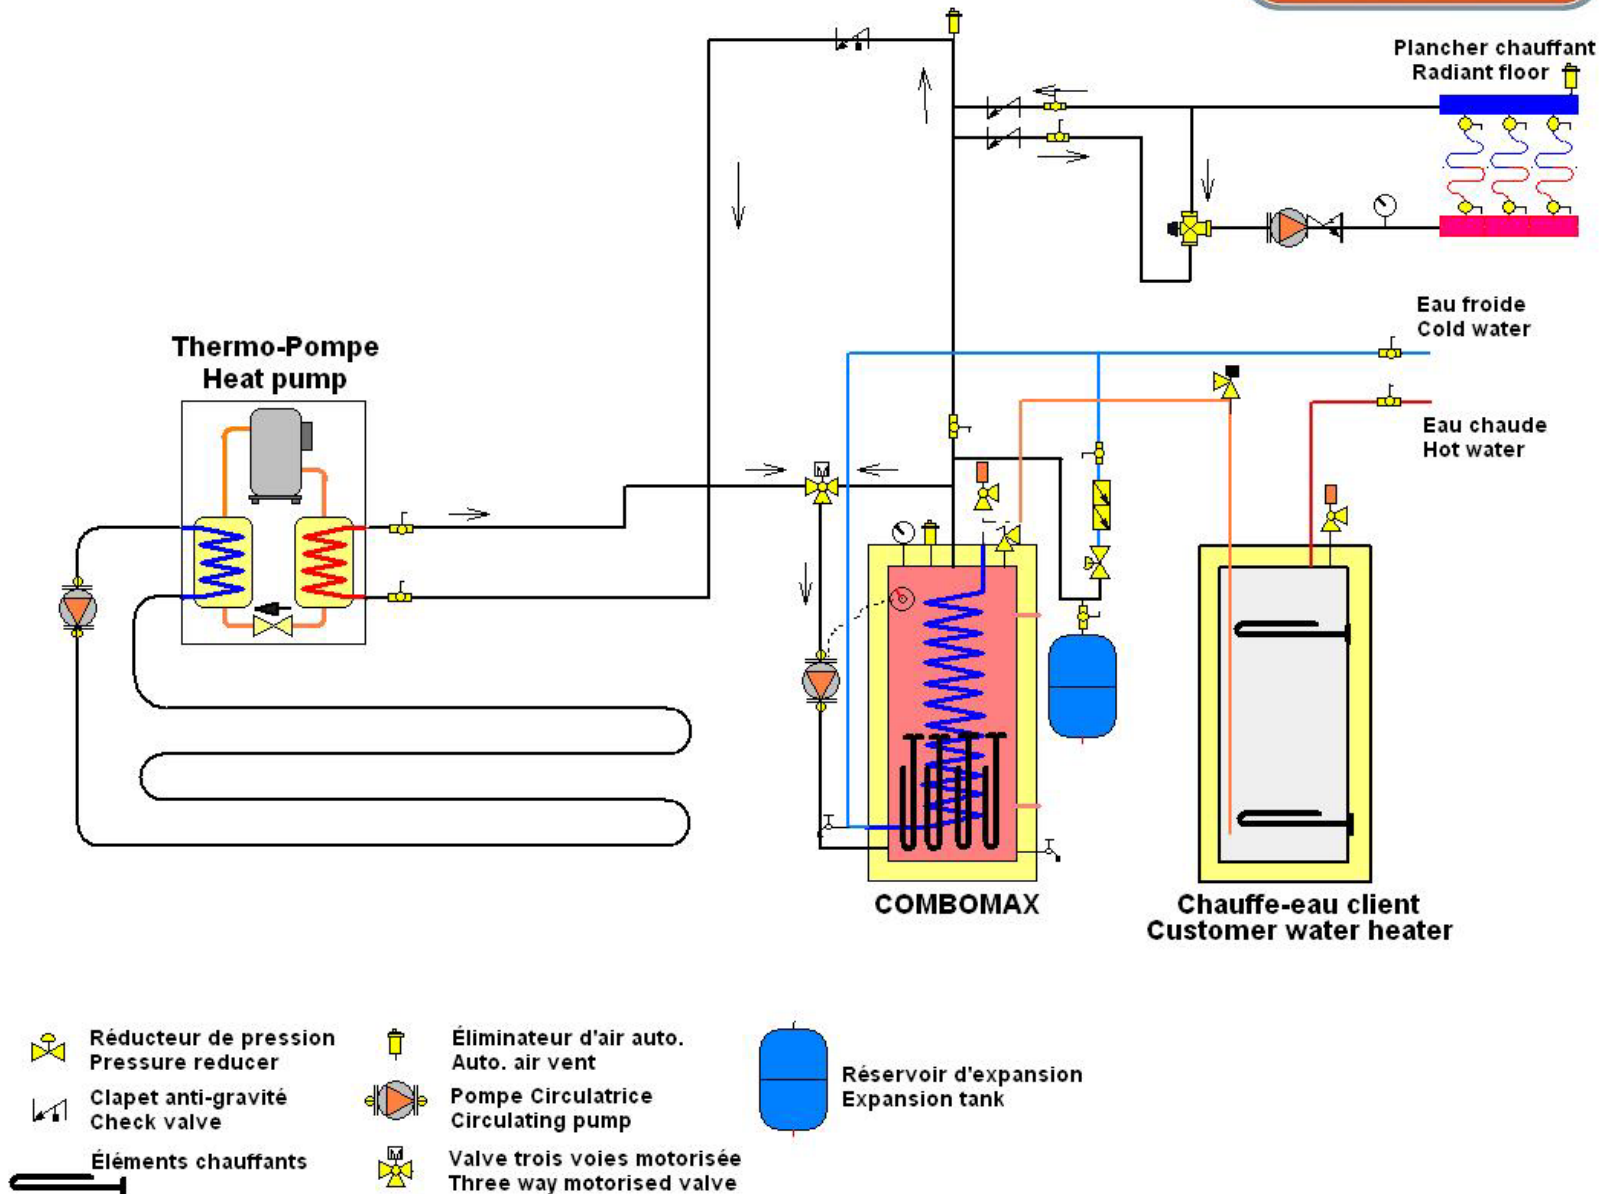 Plancher chauffant
Radiant floor
Eau froide
Cold water
Thermo-Pompe
Heat pump
Eau chaude
Hot water
M
COMBOMAX
Chauffe-eau client
Customer water heater
Réducteur de pression
Pressure reducer
Éliminateur d'air auto.
Auto. air vent
Réservoir d'expansion
Expansion tank
Clapet anti-gravité
Check valve
Pompe Circulatrice
Circulating pump
Éléments chauffants
M
Valve trois voies motorisée
Three way motorised valve